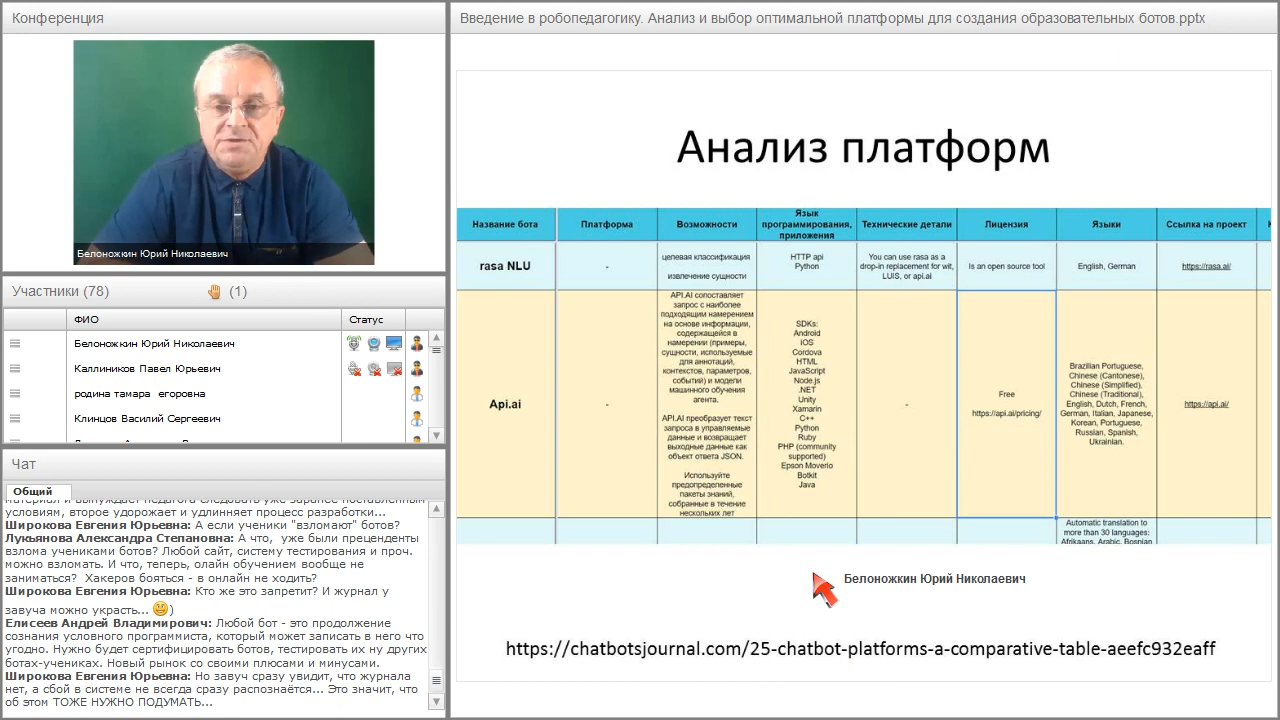 Конференция
Белоножкин Юрий Николаевич
Участники (78)
(1)
ФИО
Статус
Белоножкин Юрий Николаевич
Каллиников Павел Юрьевич
родина тамара егоровна
Клинцов Василий Сергеевич
Чат
Общий
условиям, второе удорожает и удлинняет процесс разработки...
Широкова Евгения Юрьевна: А если ученики "взломают" ботов?
Лукьянова Александра Степановна: А что, уже были прецеденты
взлома учениками ботов? Любой сайт, систему тестирования и проч.
можно взломать. И что, теперь, олайн обучением вообще не
заниматься? Хакеров бояться - в онлайн не ходить?
Широкова Евгения Юрьевна: Кто же это запретит? И журнал у
завуча можно украсть... )
Елисеев Андрей Владимирович: Любой бот - это продолжение
сознания условного программиста, который может записать в него что
угодно. Нужно будет сертифицировать ботов, тестировать их ну других
ботах-учениках. Новый рынок со своими плюсами и минусами.
Широкова Евгения Юрьевна: Но завуч сразу увидит, что журнала
нет, а сбой в системе не всегда сразу распознаётся... Это значит, что
об этом ТОЖЕ НУЖНО ПОДУМАТЬ...
Введение в робопедагогику. Анализ и выбор оптимальной платформы для создания образовательных ботов.pptx
Анализ платформ
Название бота
Платформа
Возможности
Язык
программирования,
приложения
Технические детали
Лицензия
Языки
Ссылка на проект
rasa NLU
-
целевая классификация
извлечение сущности
HTTP api
Python
You can use rasa as a
drop-in replacement for wit,
LUIS, or api.ai
Is an open source tool
English, German
https://rasa.ai/
Api.ai
-
API.AI сопоставляет
запрос с наиболее
подходящим намерением
на основе информации,
содержащейся в
намерении (примеры,
сущности, используемые
для аннотаций,
контекстов, параметров,
событий) и модели
машинного обучения
агента.
API.AI преобразует текст
запроса в управляемые
данные и возвращает
выходные данные как
объект ответа JSON.
Используйте
предопределенные
пакеты знаний,
собранные в течение
нескольких лет
SDKs:
Android
iOS
Cordova
HTML
JavaScript
Node.js
.NET
Unity
Xamarin
C++
Python
Ruby
PHP (community
supported)
Epson Moverio
Botkit
Java
-
Free
https://api.ai/pricing/
Brazilian Portuguese,
Chinese (Cantonese),
Chinese (Simplified),
Chinese (Traditional),
English, Dutch, French,
German, Italian, Japanese,
Korean, Portuguese,
Russian, Spanish,
Ukrainian.
https://api.ai/
Automatic translation to
more than 30 languages:
Afrikaans, Arabic, Bosnian
Белоножкин Юрий Николаевич
https://chatbotsjournal.com/25-chatbot-platforms-a-comparative-table-aeefc932eaff